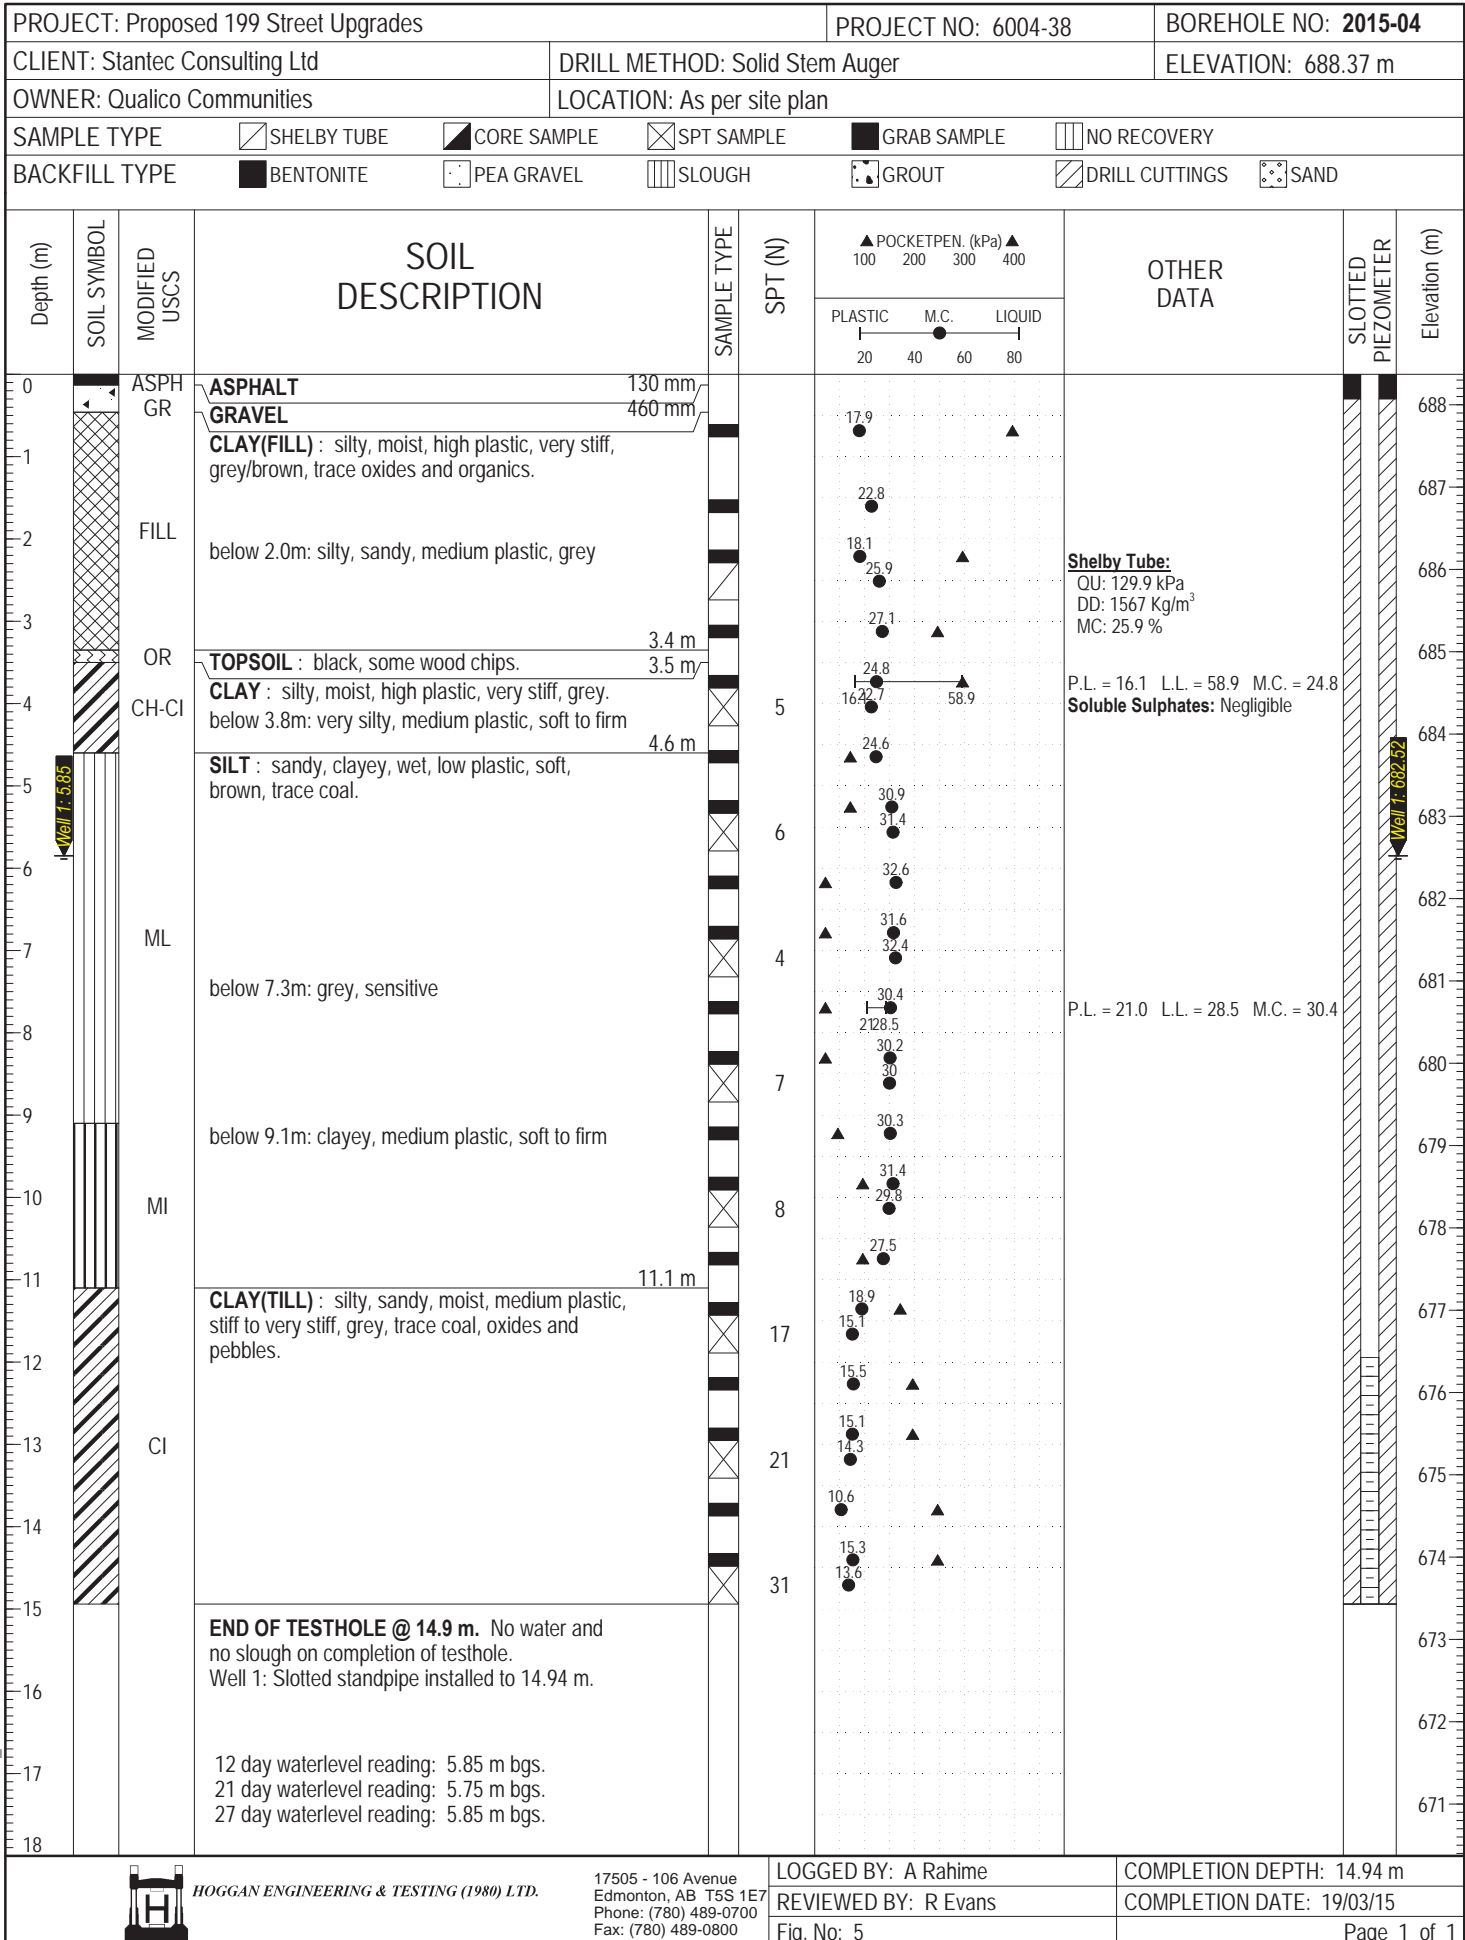 PROJECT: Proposed 199 Street Upgrades PROJECT NO: 6004-38 BOREHOLE NO: 2015-04
CLIENT: Stantec Consulting Ltd DRILL METHOD: Solid Stem Auger ELEVATION: 688.37 m
OWNER: Qualico Communities LOCATION: As per site plan
SAMPLE TYPE SHELBY TUBE CORE SAMPLE SPT SAMPLE GRAB SAMPLE NO RECOVERY
BACKFILL TYPE BENTONITE PEA GRAVEL SLOUGH GROUT DRILL CUTTINGS SAND
Depth (m)
SOIL SYMBOL
MODIFIED
USCS
SOIL
DESCRIPTION
SAMPLE TYPE
SPT (N)
▲ POCKETPEN. (kPa) ▲
100 200 300 400
PLASTIC M.C. LIQUID
20 40 60 80
OTHER
DATA
SLOTTED
PIEZOMETER
Elevation (m)
0 ASPH ASPHALT 130 mm
GR GRAVEL 460 mm 688
17.9
CLAY(FILL) : silty, moist, high plastic, very stiff,
1 grey/brown, trace oxides and organics.
22.8 687
FILL
2 below 2.0m: silty, sandy, medium plastic, grey 18.1
Shelby Tube: 686
25.9
QU: 129.9 kPa
DD: 1567 Kg/m³
3 27.1 MC: 25.9 %
3.4 m
OR TOPSOIL : black, some wood chips. 3.5 m 685
24.8
CLAY : silty, moist, high plastic, very stiff, grey. P.L. = 16.1 L.L. = 58.9 M.C. = 24.8
16.1 22.7 58.9
4 CH-CI below 3.8m: very silty, medium plastic, soft to firm 5 Soluble Sulphates: Negligible
4.6 m 24.6 684
SILT : sandy, clayey, wet, low plastic, soft,
5 brown, trace coal.
Well 1: 5.85
Well 1: 682.52
30.9 683
6 31.4
6 32.6
682
31.6
ML
7 4 32.4
below 7.3m: grey, sensitive 681
30.4
P.L. = 21.0 L.L. = 28.5 M.C. = 30.4
21 28.5
8 30.2
680
7 30
9 30.3
below 9.1m: clayey, medium plastic, soft to firm 679
31.4
10 MI 8 29.8
678
27.5
11 11.1 m
CLAY(TILL) : silty, sandy, moist, medium plastic, 18.9 677
stiff to very stiff, grey, trace coal, oxides and 17 15.1
pebbles.
12 15.5
676
15.1
13 CI 21 14.3
675
10.6
14
15.3 674
31 13.6
15
END OF TESTHOLE @ 14.9 m. No water and
no slough on completion of testhole. 673
Well 1: Slotted standpipe installed to 14.94 m.
16
672
12 day waterlevel reading: 5.85 m bgs.
17
21 day waterlevel reading: 5.75 m bgs.
27 day waterlevel reading: 5.85 m bgs. 671
18
H
HOGGAN ENGINEERING & TESTING (1980) LTD.
17505 - 106 Avenue
Edmonton, AB T5S 1E7
Phone: (780) 489-0700
Fax: (780) 489-0800
LOGGED BY: A Rahime COMPLETION DEPTH: 14.94 m
REVIEWED BY: R Evans COMPLETION DATE: 19/03/15
Fig. No: 5 Page 1 of 1